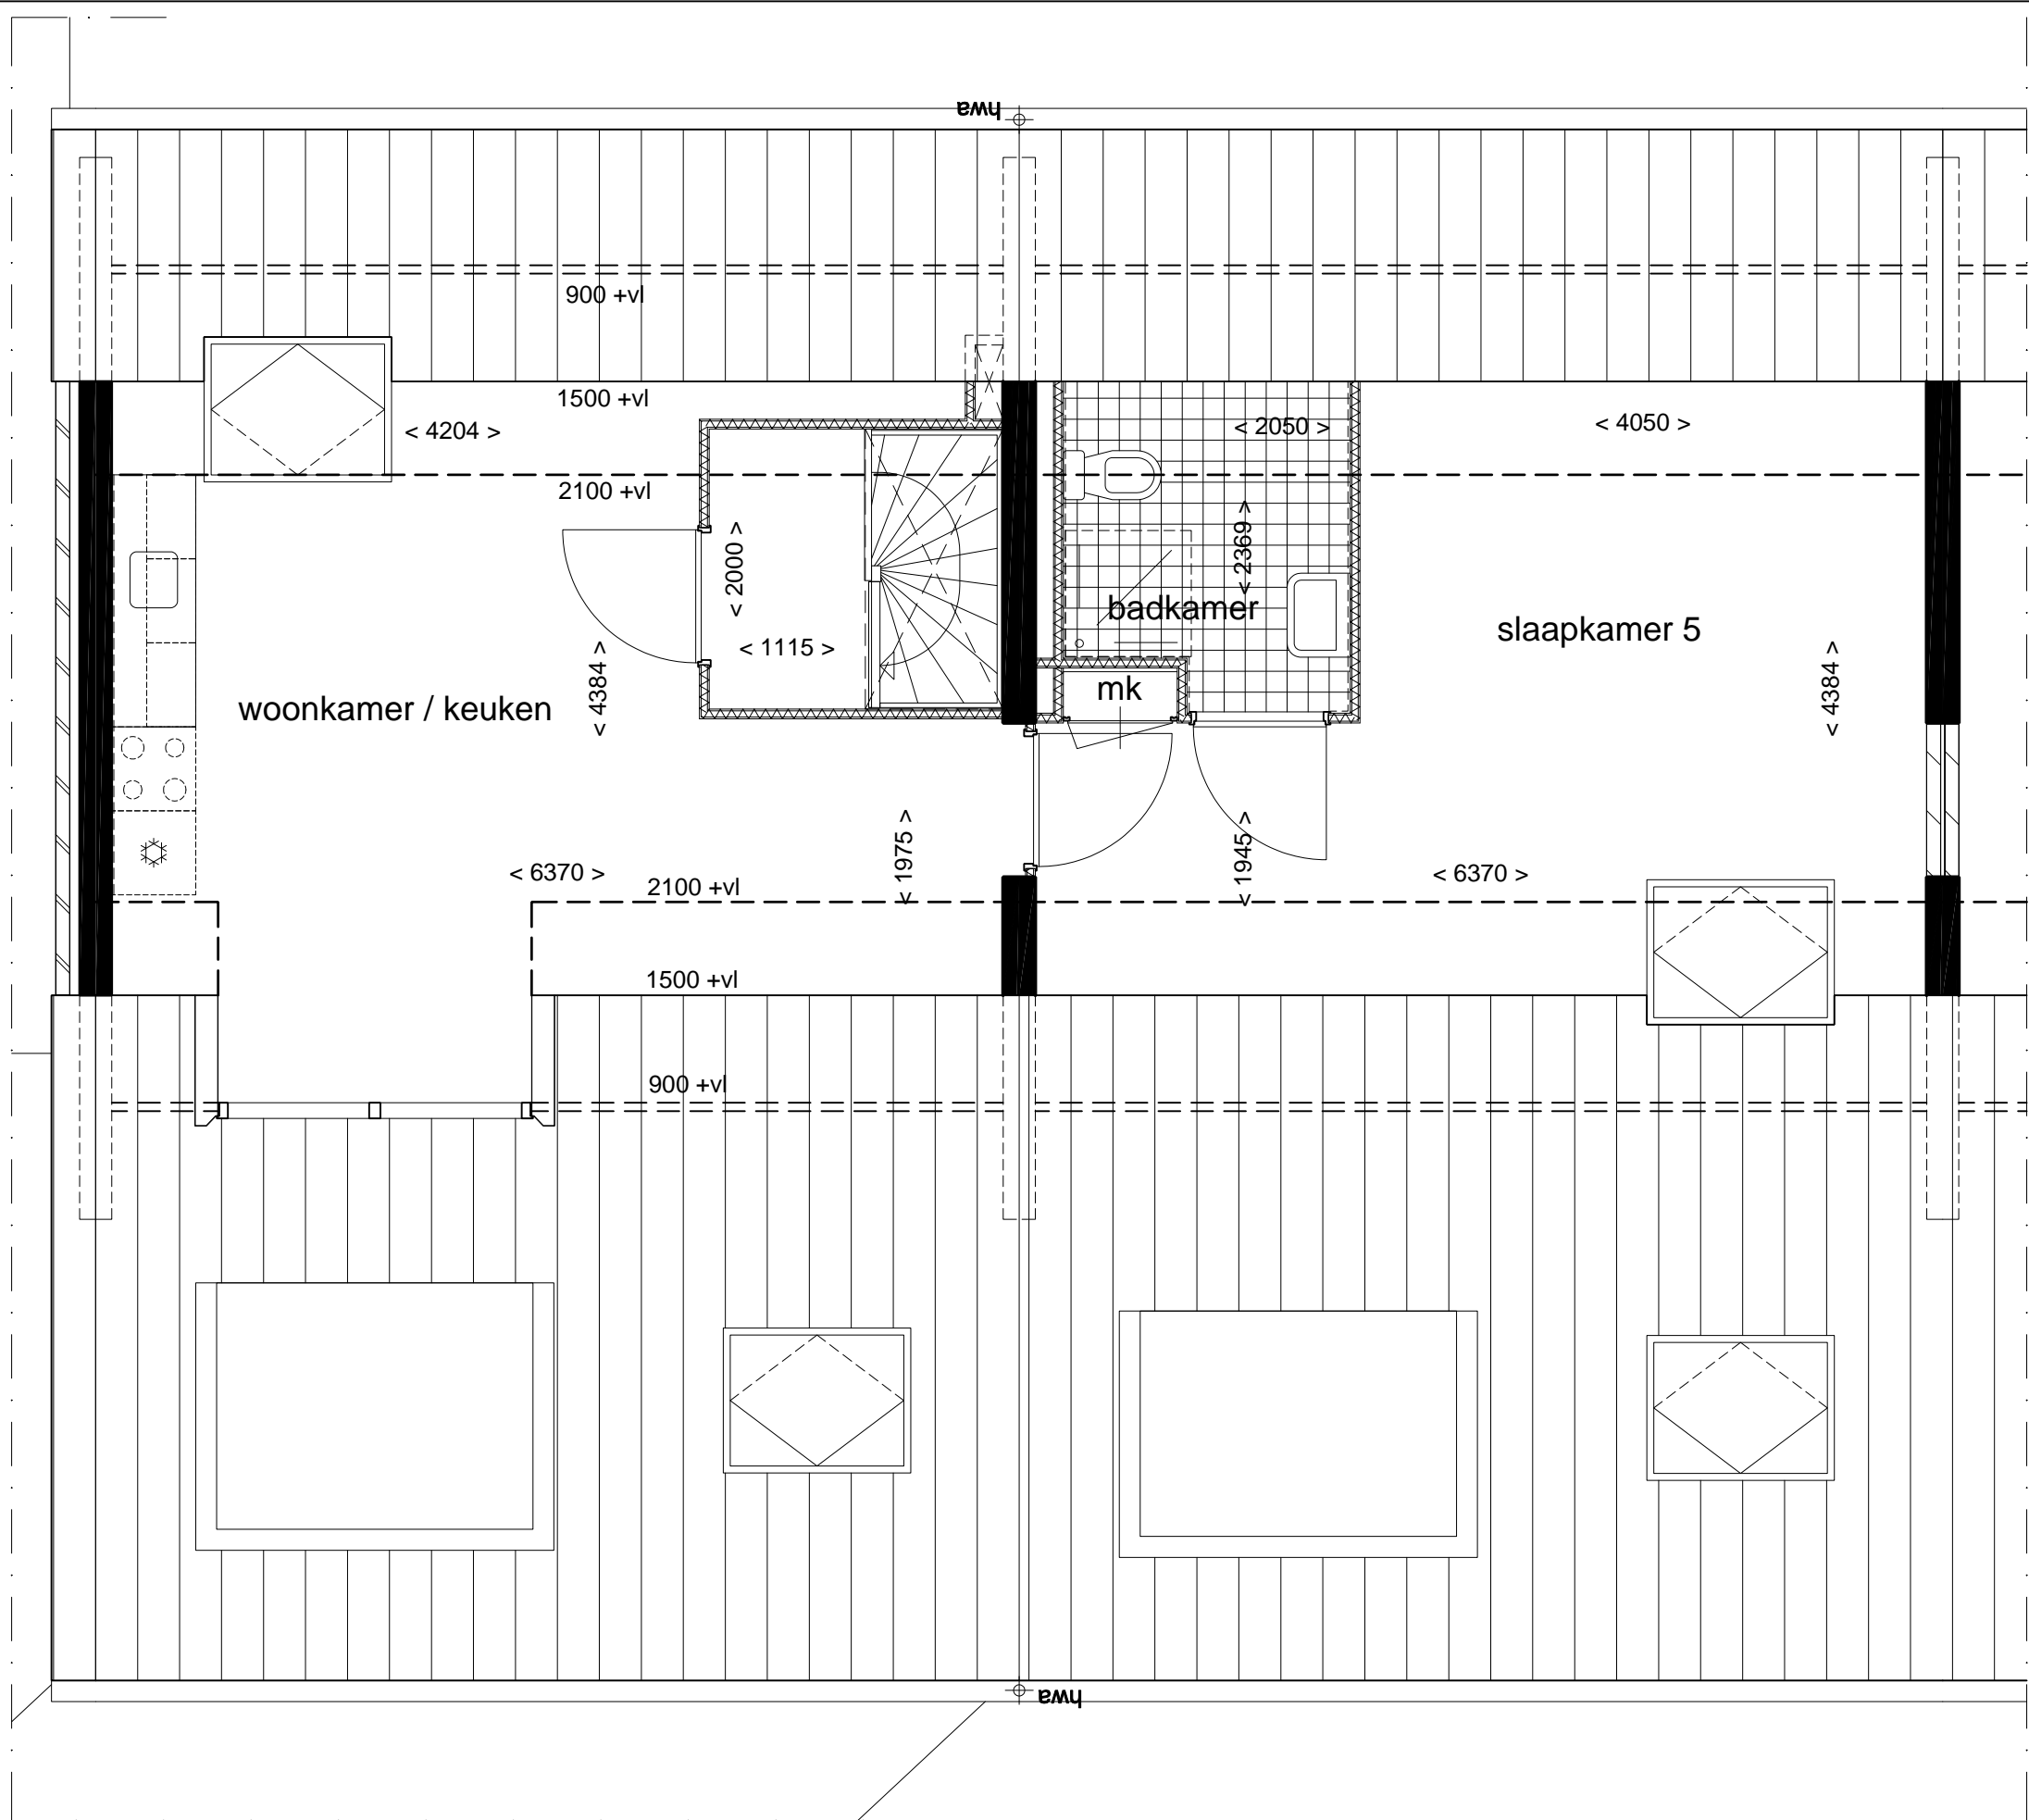 hwa
900 +vl
1500 +vl
< 4204 >
< 2050 >
< 4050 >
2100 +vl
< 2000 >
< 2369 >
badkamer
slaapkamer 5
< 1115 >
< 4384 >
< 4384 >
mk
woonkamer / keuken
< 1975 >
< 1945 >
< 6370 >
< 6370 >
2100 +vl
1500 +vl
900 +vl
hwa